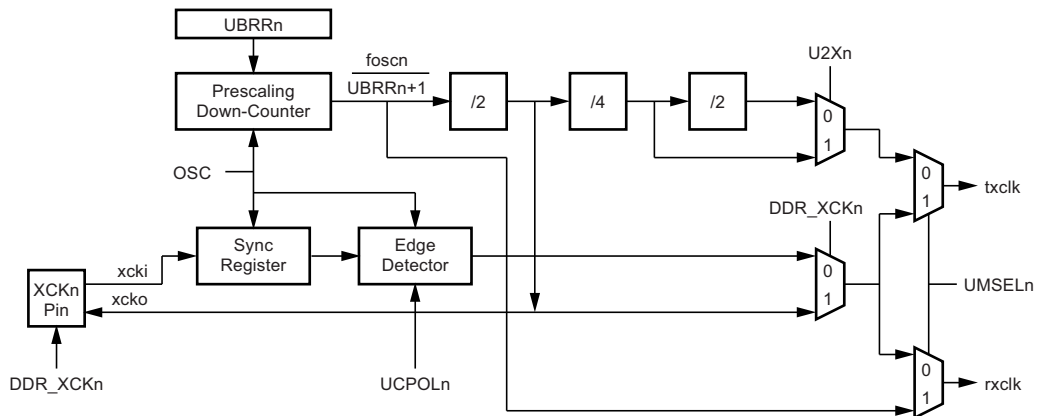 UBRRn
foscn
UBRRn+1
U2Xn
Prescaling
Down-Counter
/2
/4
/2
0
1
OSC
0
1
txclk
DDR_XCKn
Sync
Register
Edge
Detector
xcki
0
1
XCKn
Pin
xcko
UMSELn
DDR_XCKn
UCPOLn
0
1
rxclk